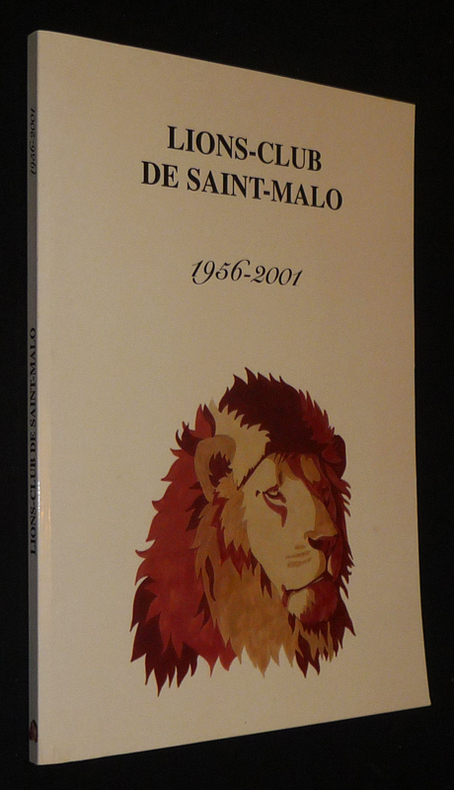 LIONS-CLUB
DE SAINT-MALO
1956-2001
LIONS-CLUB DE SAINT-MALO
1956-2001